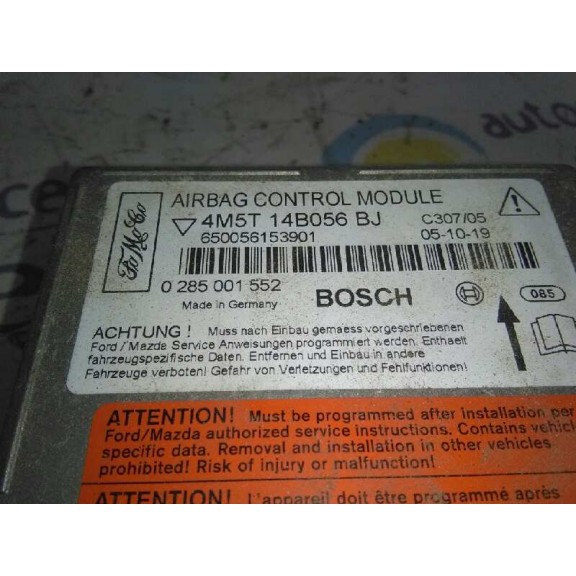 FoMoCo
AIRBAG CONTROL MODULE
4M5T 14B056 BJ C307/05
650056153901 05-10-19
0 285 001 552
Made in Germany BOSCH 085
ACHTUNG ! Muss nach Einbau gemaess vorgeschriebenen
Ford / Mazda Service Anweisungen programmiert werden. Enthaelt
fahrzeugspezifische Daten. Entfernen und Einbau in andere
Fahrzeuge verboten! Gefahr von Verletzungen und Fehlfunktionen!
ATTENTION! Must be programmed after Installation per
Ford/Mazda authorized service instructions. Contains vehicl
specific data. Removal and installation in other vehicles
prohibited! Risk of injury or malfunction!
ATTENTION ! L'appareil doit être programmé après
auto